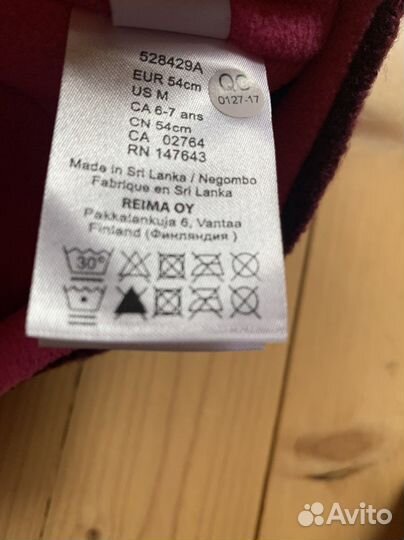 528429A
EUR 54cm
US M
CA 6-7 ans
CN 54cm
CA 02764
RN 147643
QC
0127-17
Made in Sri Lanka / Negombo
Fabrique en Sri Lanka
REIMA OY
Pakkalankuja 6, Vantaa
Finland (Финляндия )
30°
Avito